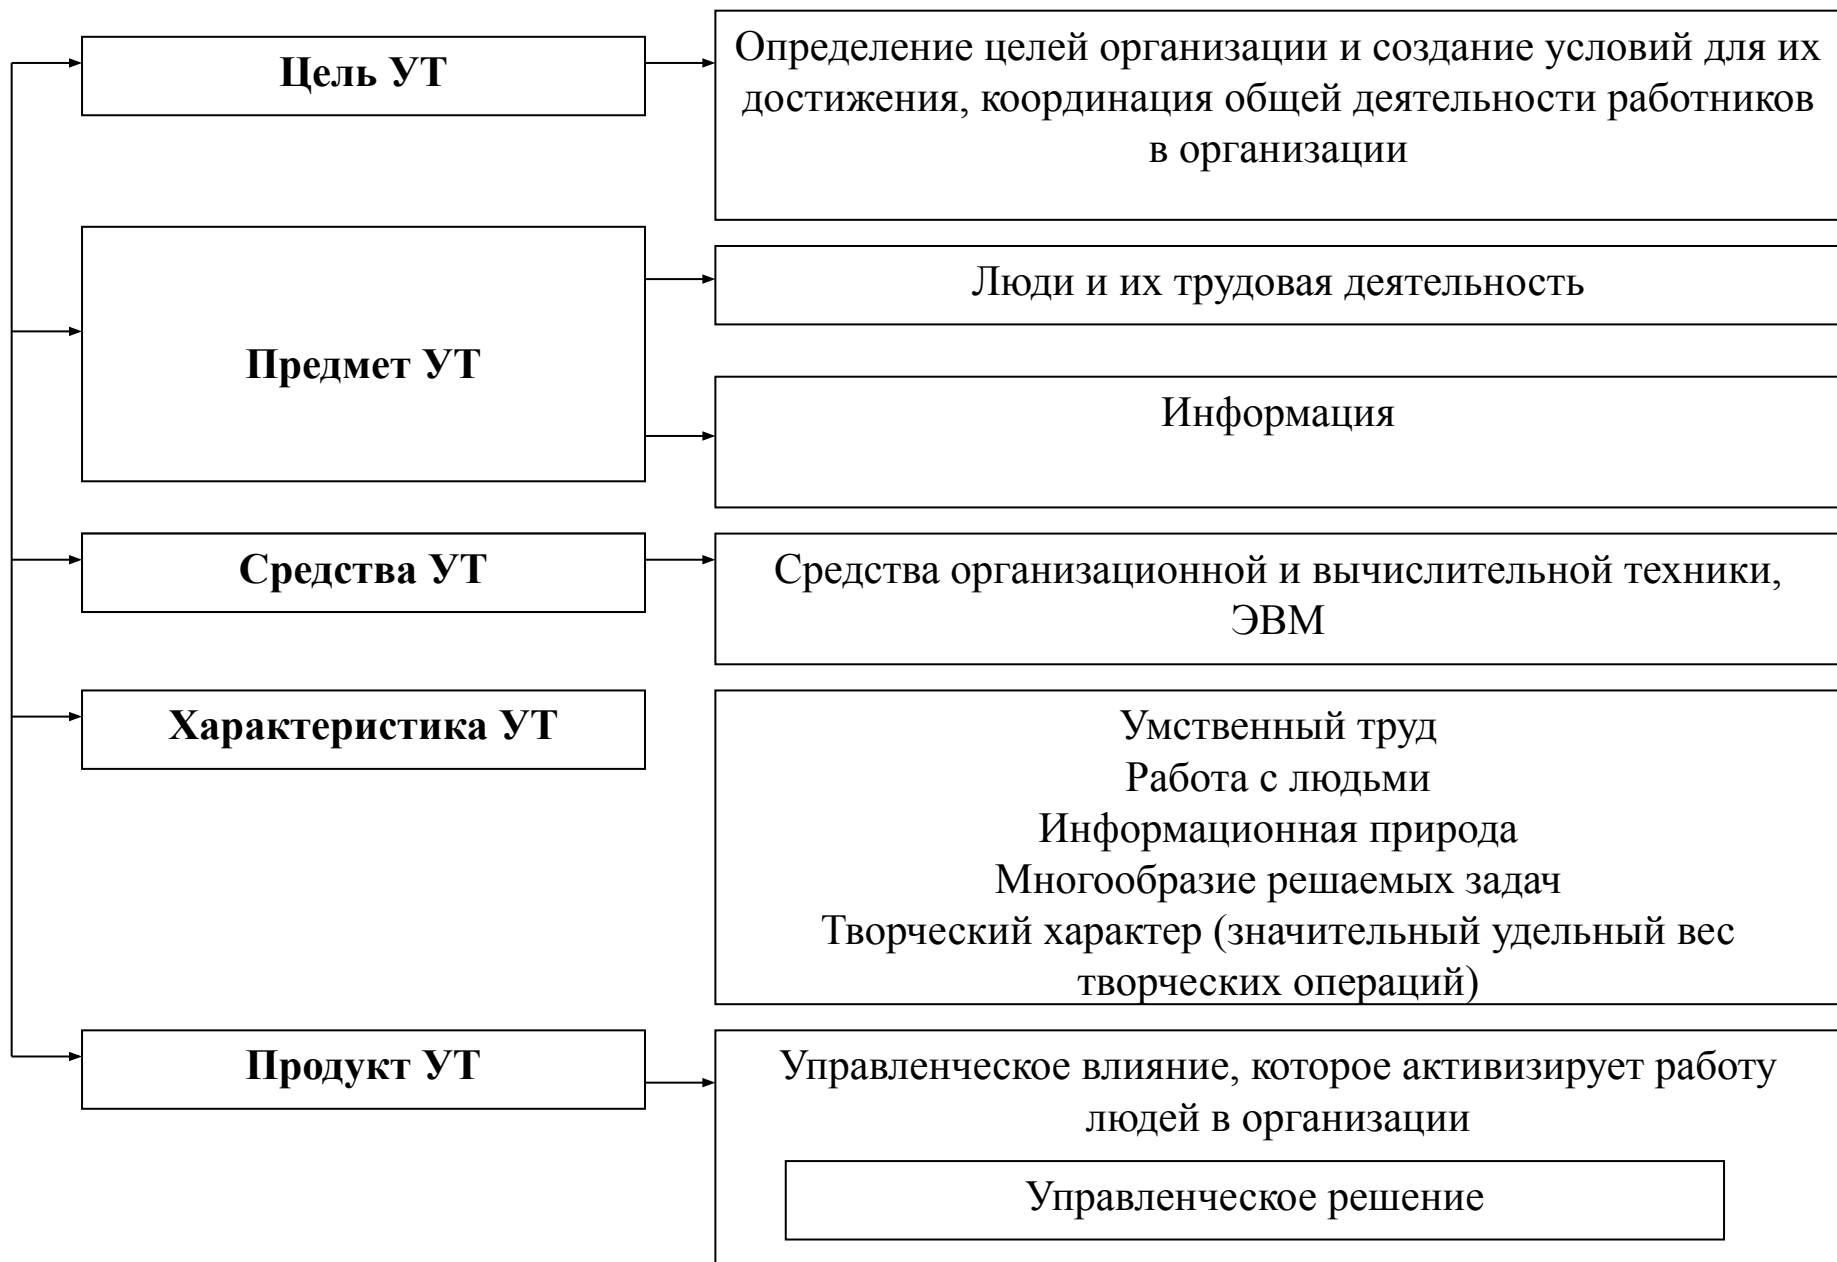 Цель УТ
Определение целей организации и создание условий для их
достижения, координация общей деятельности работников
в организации
Предмет УТ
Люди и их трудовая деятельность
Информация
Средства УТ
Средства организационной и вычислительной техники,
ЭВМ
Характеристика УТ
Умственный труд
Работа с людьми
Информационная природа
Многообразие решаемых задач
Творческий характер (значительный удельный вес
творческих операций)
Продукт УТ
Управленческое влияние, которое активизирует работу
людей в организации
Управленческое решение